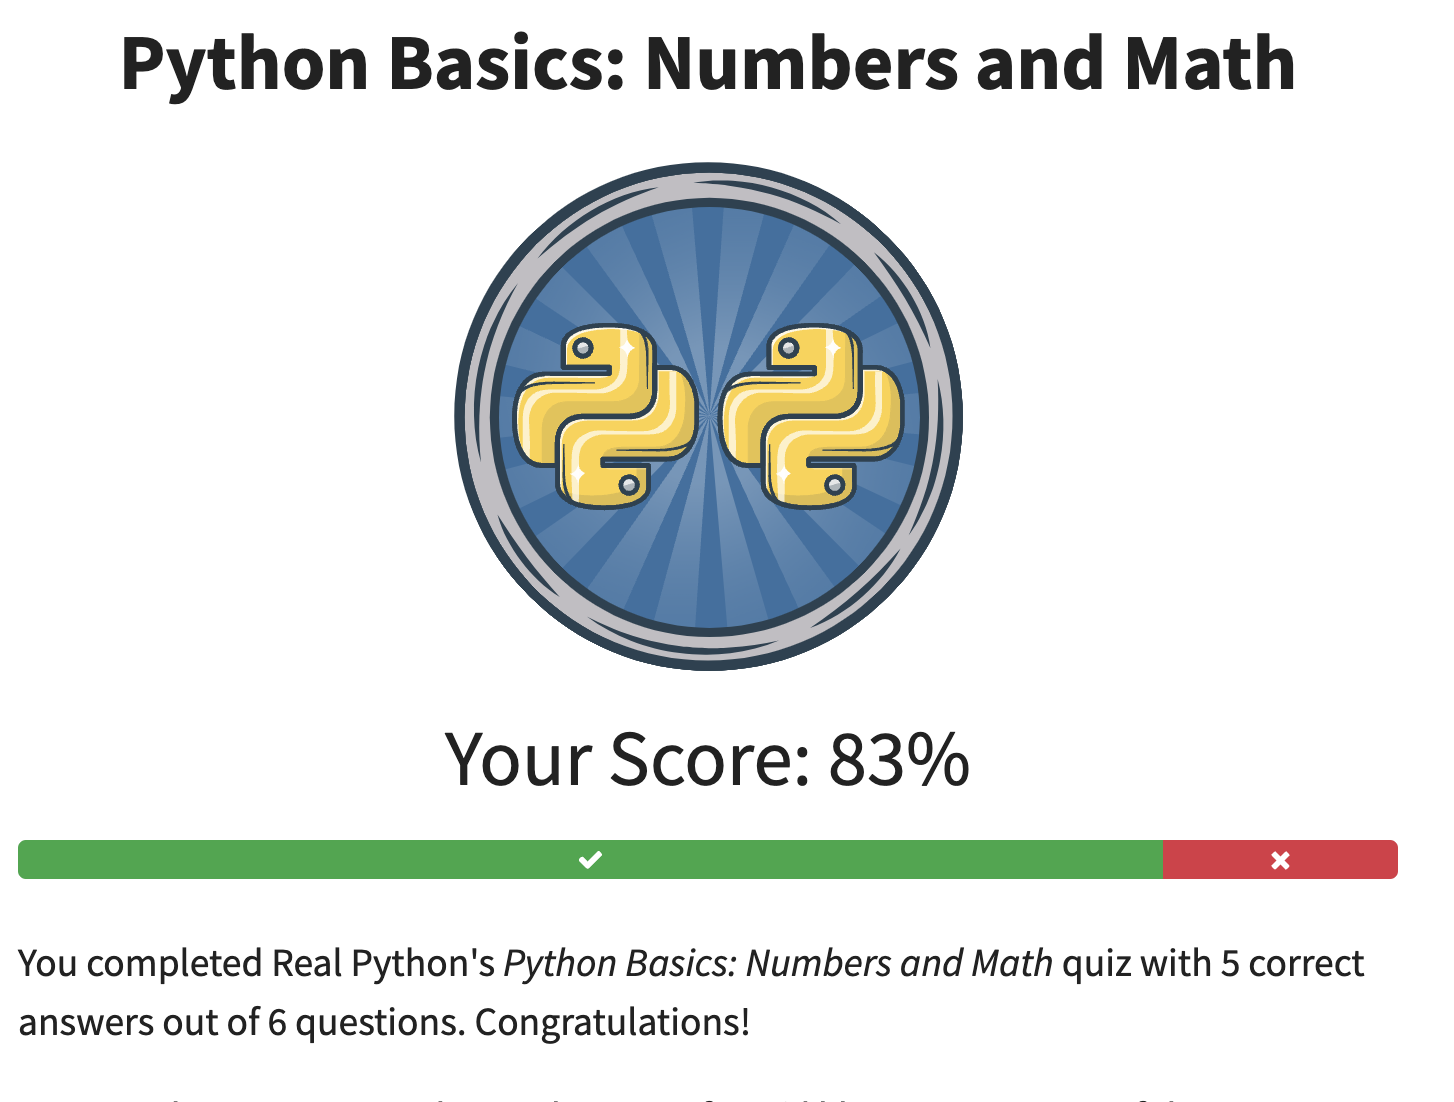 Python Basics: Numbers and Math
Your Score: 83%
You completed Real Python's Python Basics: Numbers and Math quiz with 5 correct
answers out of 6 questions. Congratulations!